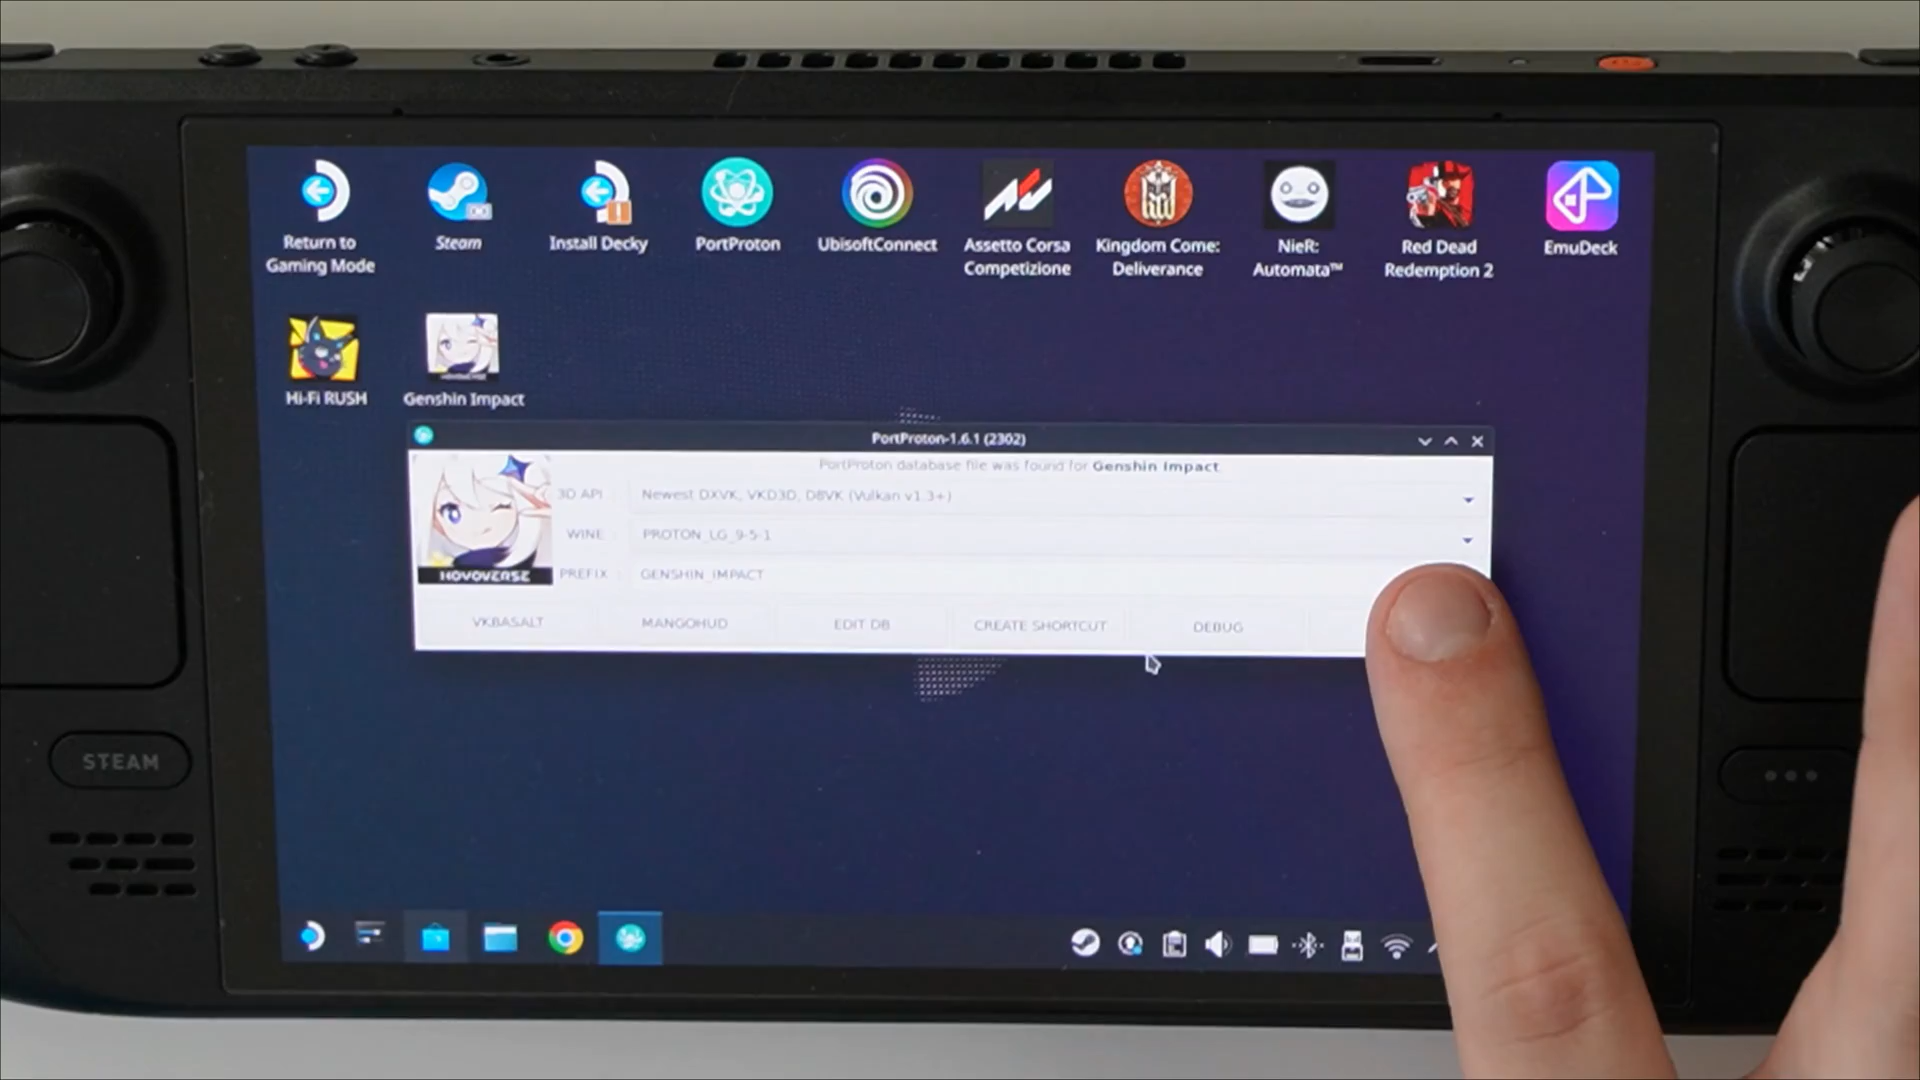 Return to
Gaming Mode
Steam
Install Decky
PortProton
UbisoftConnect
Assetto Corsa
Competizione
Kingdom Come:
Deliverance
NieR:
Automata™
Red Dead
Redemption 2
EmuDeck
Hi-Fi RUSH
Genshin Impact
PortProton-1.6.1 (2302)
PortProton database file was found for Genshin Impact
3D API
Newest DXVK, VKD3D, D8VK (Vulkan v1.3+)
WINE
PROTON_LG_9-5-1
PREFIX :
GENSHIN_IMPACT
HOYOVERSE
VKBASALT
MANGOHUD
EDIT DB
CREATE SHORTCUT
DEBUG
STEAM